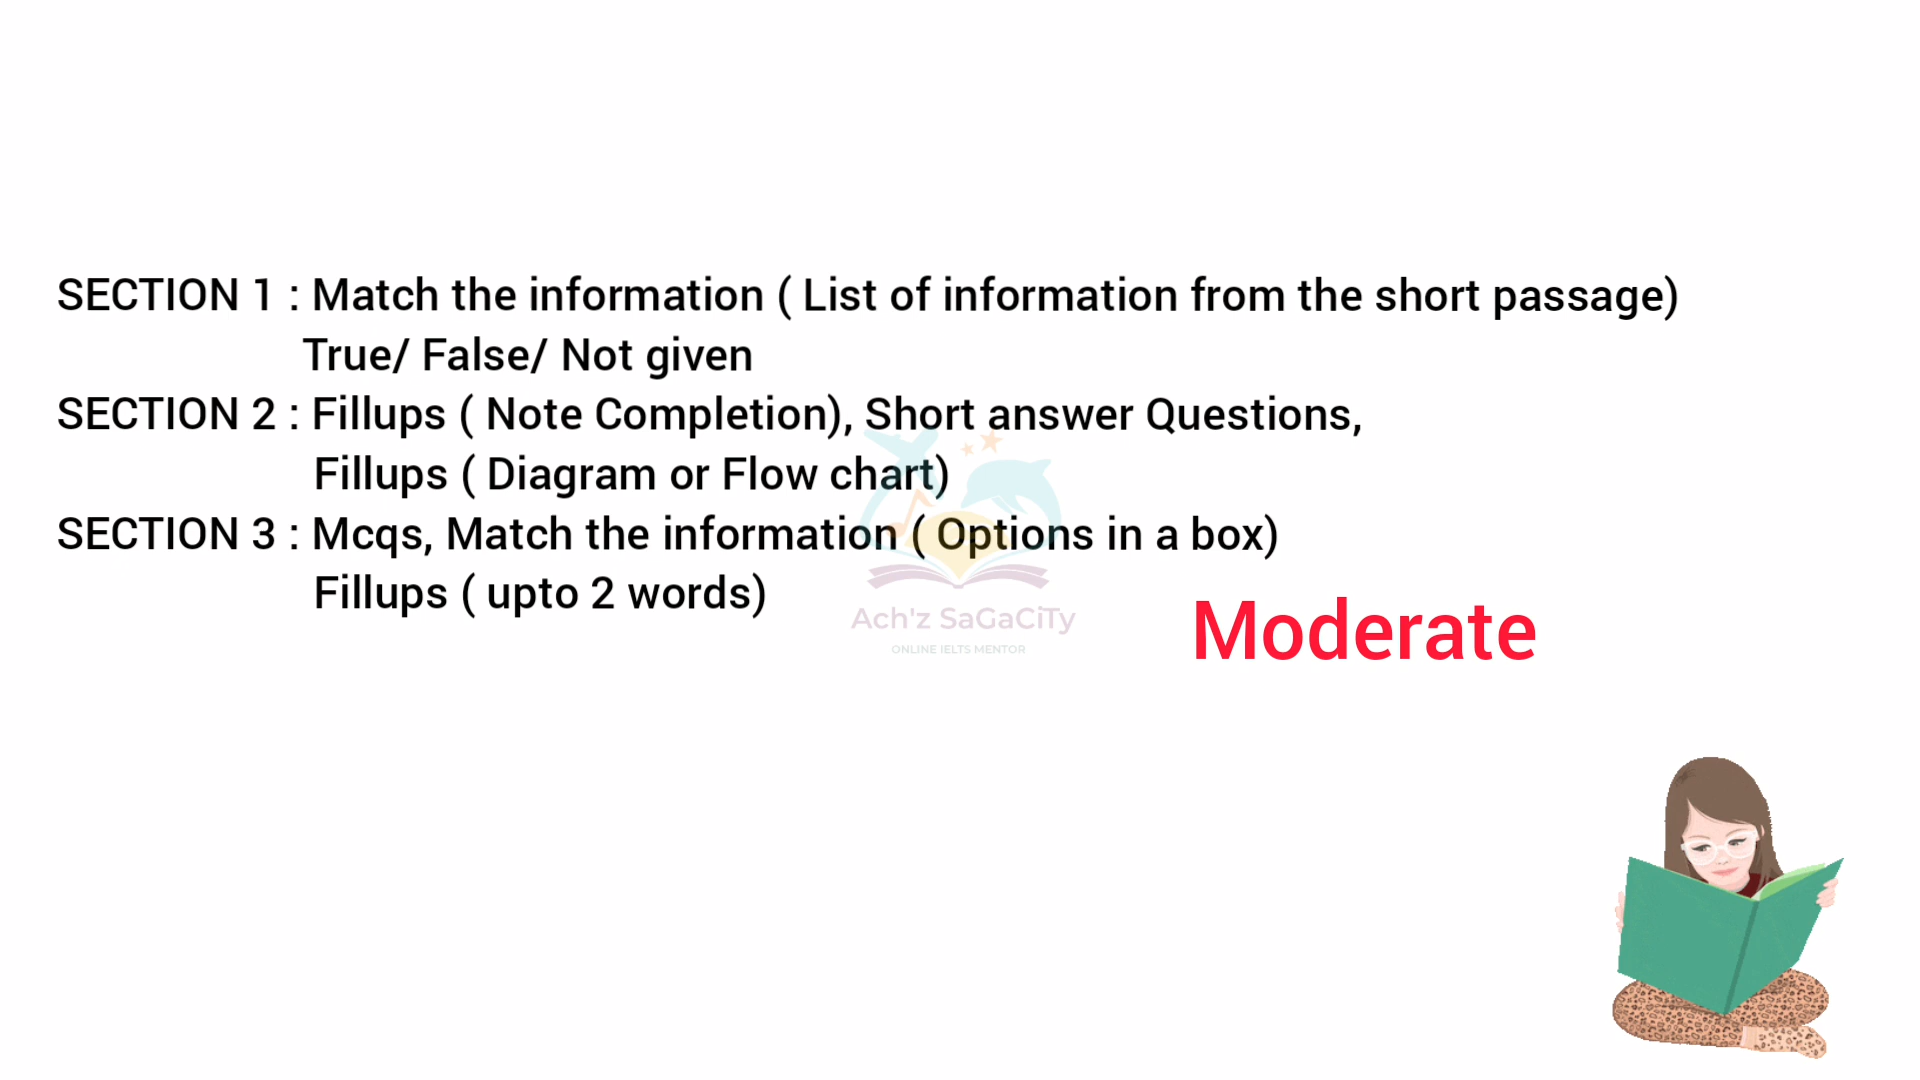 SECTION 1 : Match the information ( List of information from the short passage)
True/ False/ Not given
SECTION 2 : Fillups ( Note Completion), Short answer Questions,
Fillups ( Diagram or Flow chart)
SECTION 3 : Mcqs, Match the information ( Options in a box)
Fillups ( upto 2 words)
Moderate
Ach'z SaGaCiTy
ONLINE IELTS MENTOR